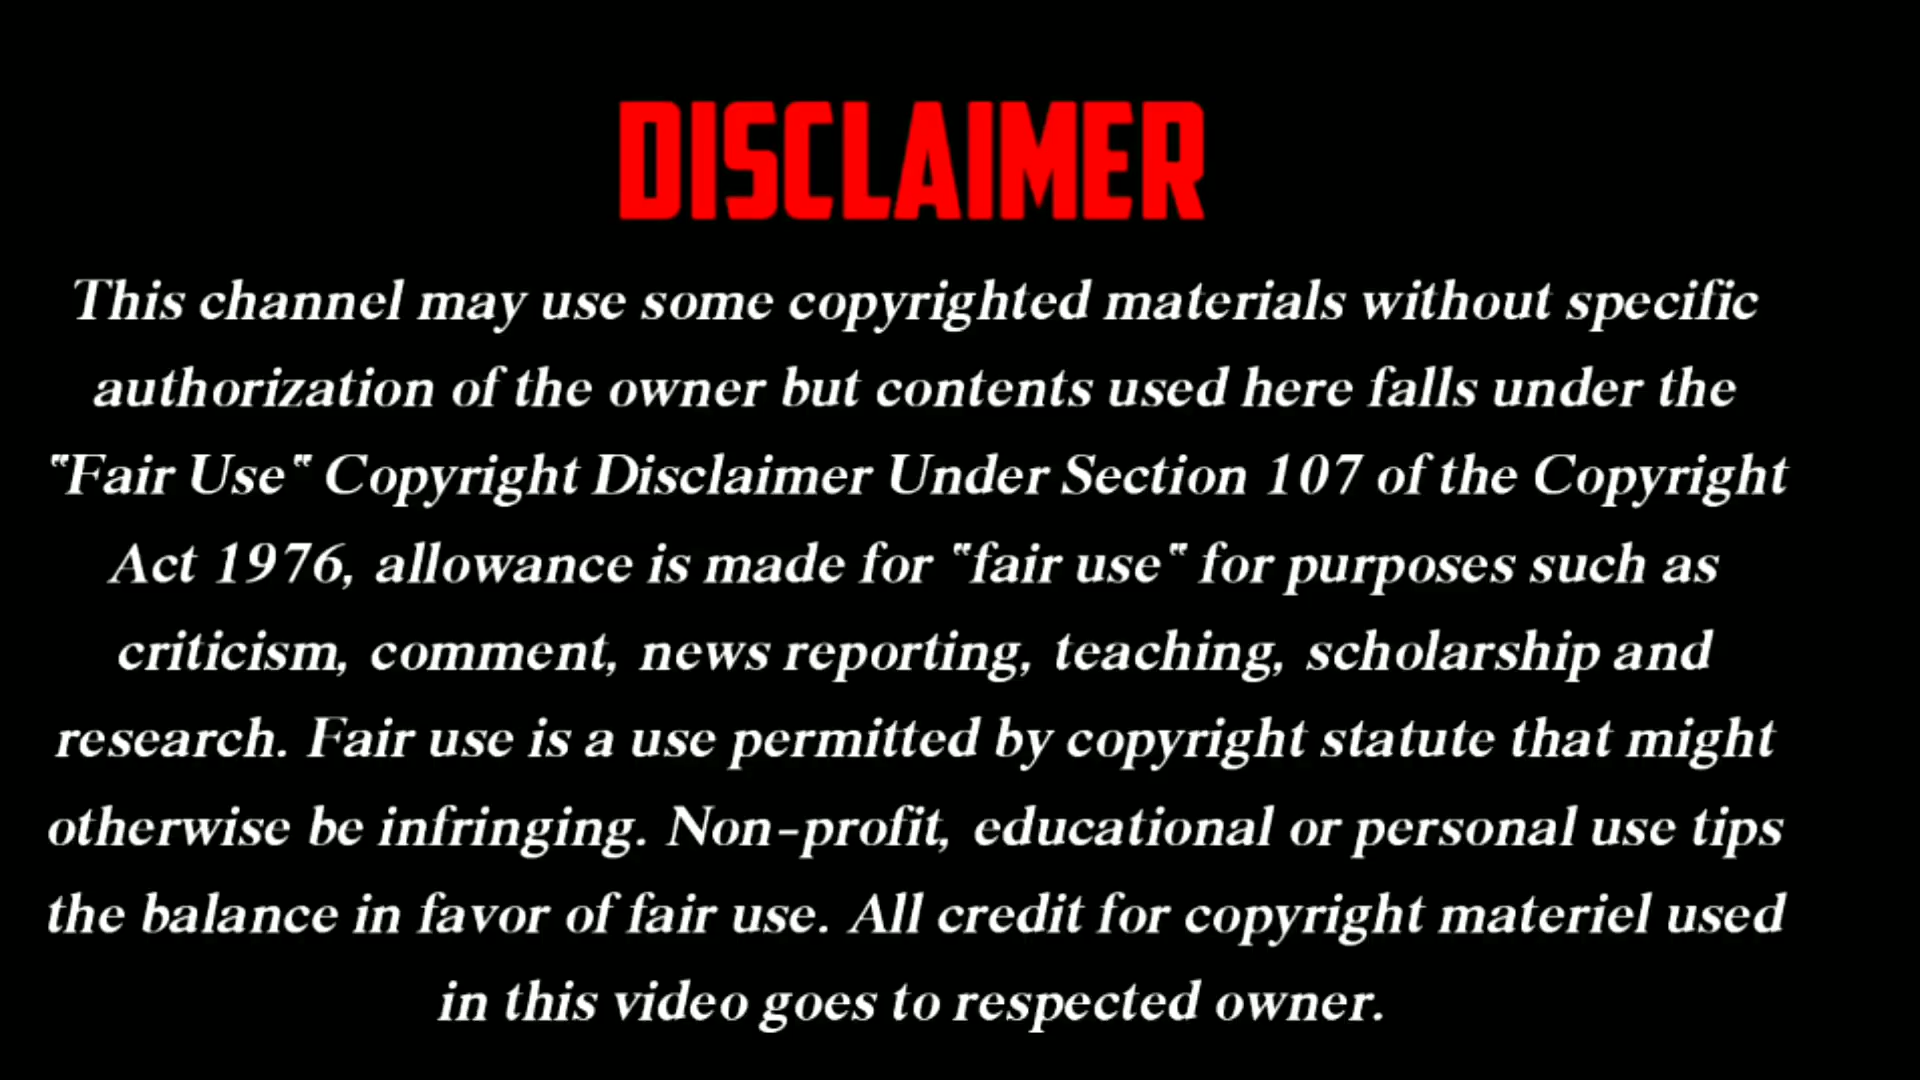 DISCLAIMER
This channel may use some copyrighted materials without specific
authorization of the owner but contents used here falls under the
"Fair Use" Copyright Disclaimer Under Section 107 of the Copyright
Act 1976, allowance is made for "fair use" for purposes such as
criticism, comment, news reporting, teaching, scholarship and
research. Fair use is a use permitted by copyright statute that might
otherwise be infringing. Non-profit, educational or personal use tips
the balance in favor of fair use. All credit for copyright materiel used
in this video goes to respected owner.